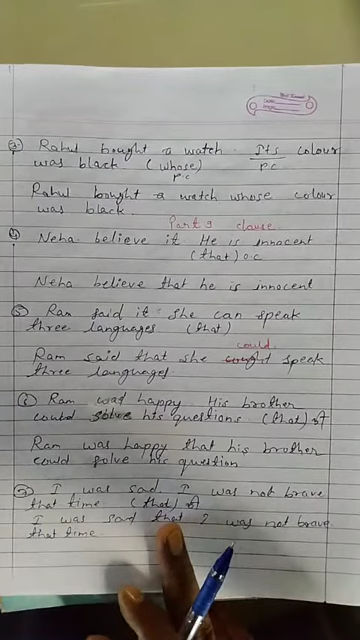 ③ Rahul bought a watch. Its colour
was black (whose) P.C
P.C
Rahul bought a watch whose colour
was black.
Part 9 clause
④ Neha believe it. He is innocent
(that) O.C
Neha believe that he is innocent
⑤ Ram said it she can speak
three languages (that)
could
Ram said that she speak
three languages.
⑥ Ram was happy His brother
could solve his questions (that)
Ram was happy that his brother
could solve his question
⑦ I was sad I was not brave
that time (that)
I was sad that I was not brave
that time.